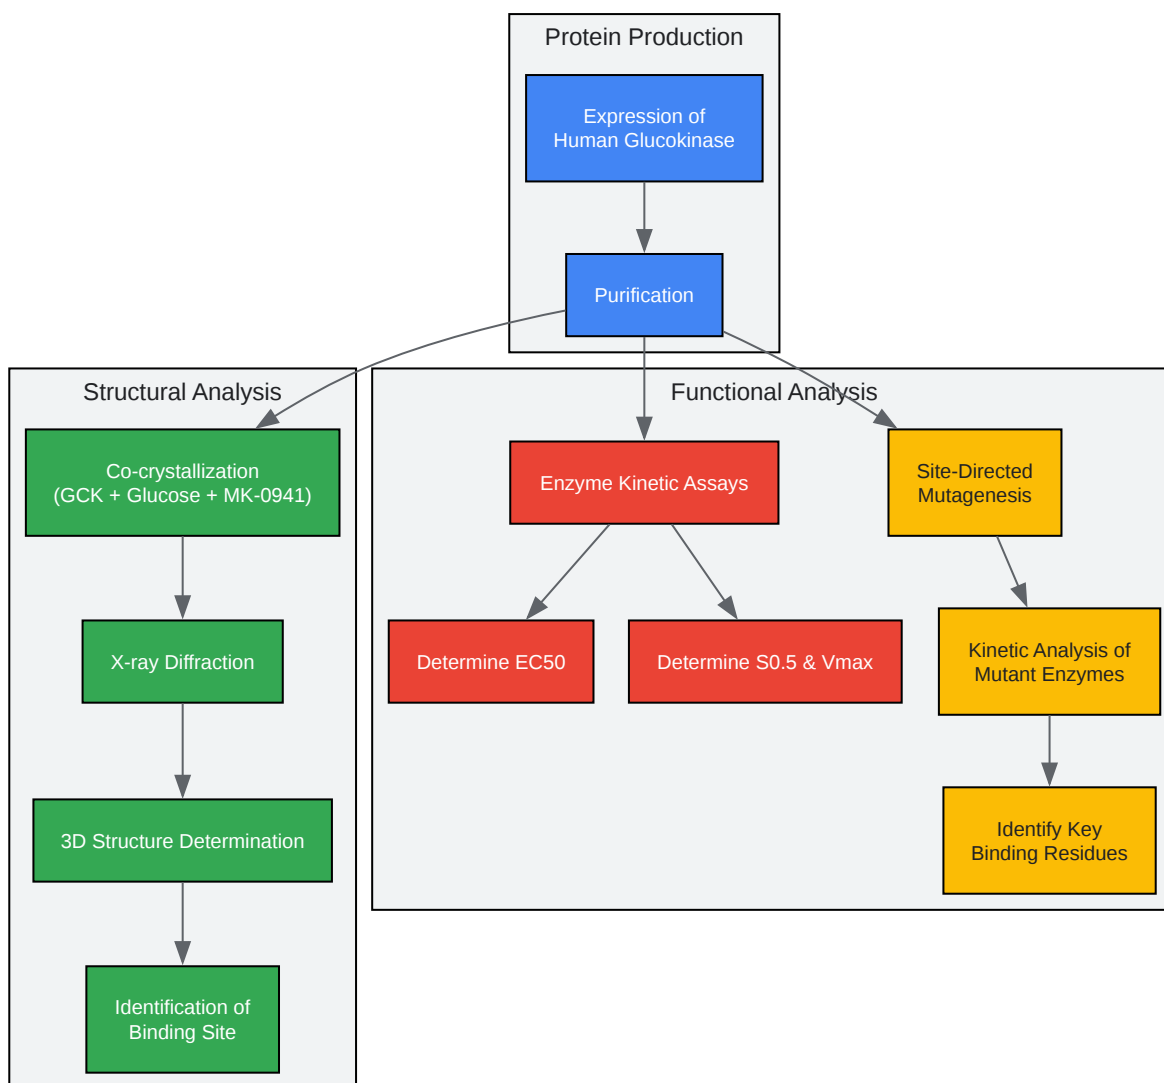 Protein Production
Expression of
Human Glucokinase
Purification
Structural Analysis
Co-crystallization
(GCK + Glucose + MK-0941)
X-ray Diffraction
3D Structure Determination
Identification of
Binding Site
Functional Analysis
Enzyme Kinetic Assays
Determine EC50
Determine S0.5 & Vmax
Site-Directed
Mutagenesis
Kinetic Analysis of
Mutant Enzymes
Identify Key
Binding Residues